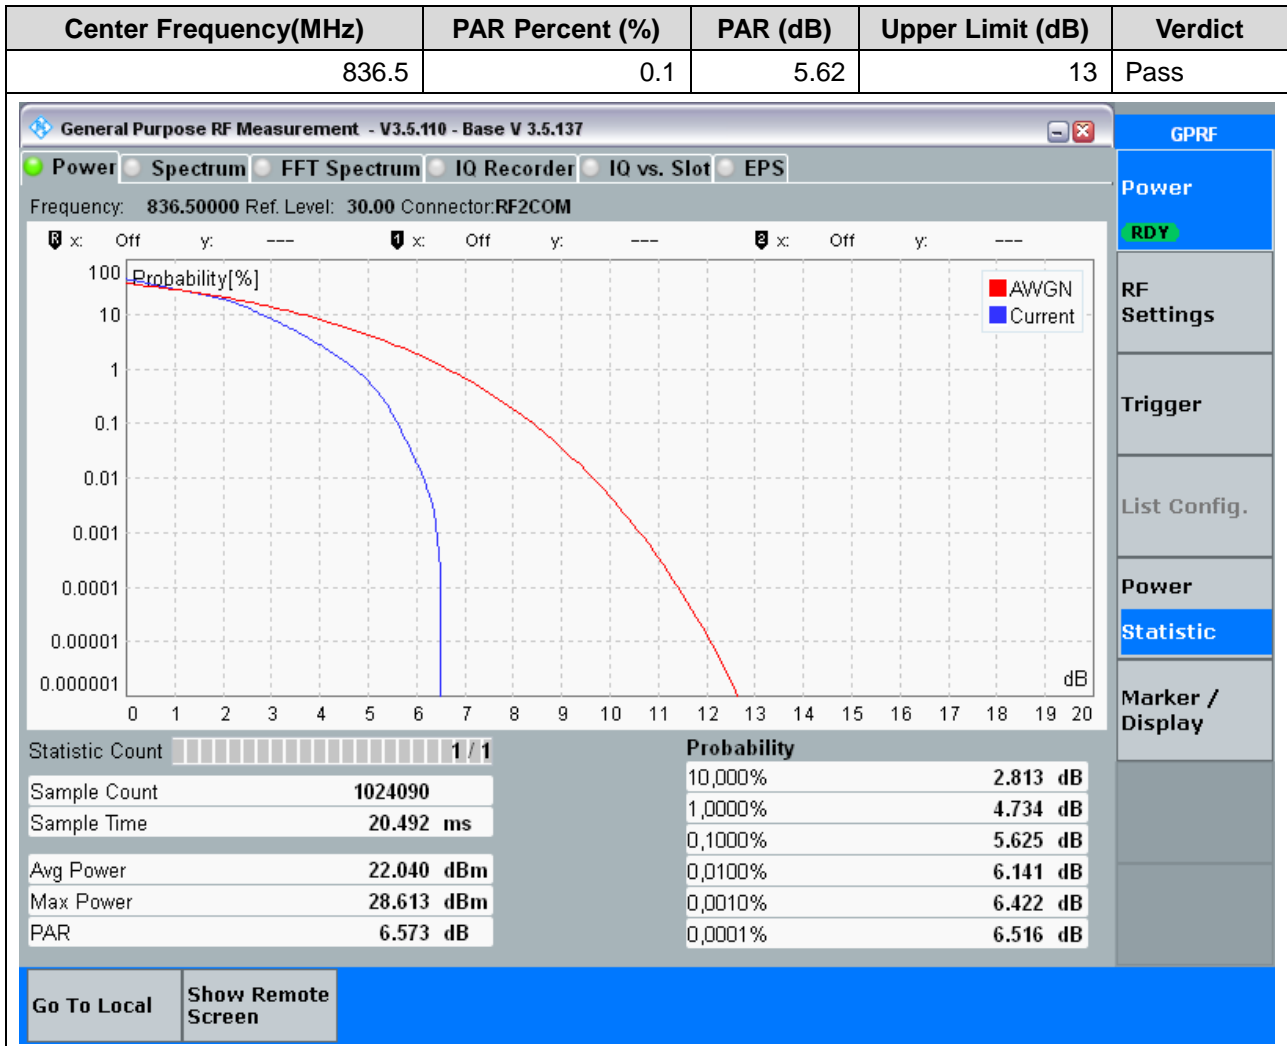 Center Frequency(MHz) PAR Percent (%) PAR (dB) Upper Limit (dB) Verdict
836.5 0.1 5.62 13 Pass
General Purpose RF Measurement - V3.5.110 - Base V 3.5.137
GPRF
Power Spectrum FFT Spectrum IQ Recorder IQ vs. Slot EPS
Power
RDY
Frequency: 836.50000 Ref. Level: 30.00 Connector:RF2COM
R x: Off y: --- 1 x: Off y: --- 2 x: Off y: ---
Probability[%]
AWGN
Current
100
10
1
0.1
0.01
0.001
0.0001
0.00001
0.000001
dB
0 1 2 3 4 5 6 7 8 9 10 11 12 13 14 15 16 17 18 19 20
RF
Settings
Trigger
List Config.
Power
Statistic
Marker /
Display
Statistic Count 1 / 1
Sample Count 1024090
Sample Time 20.492 ms
Avg Power 22.040 dBm
Max Power 28.613 dBm
PAR 6.573 dB
Probability
10,000% 2.813 dB
1,0000% 4.734 dB
0,1000% 5.625 dB
0,0100% 6.141 dB
0,0010% 6.422 dB
0,0001% 6.516 dB
Go To Local
Show Remote
Screen